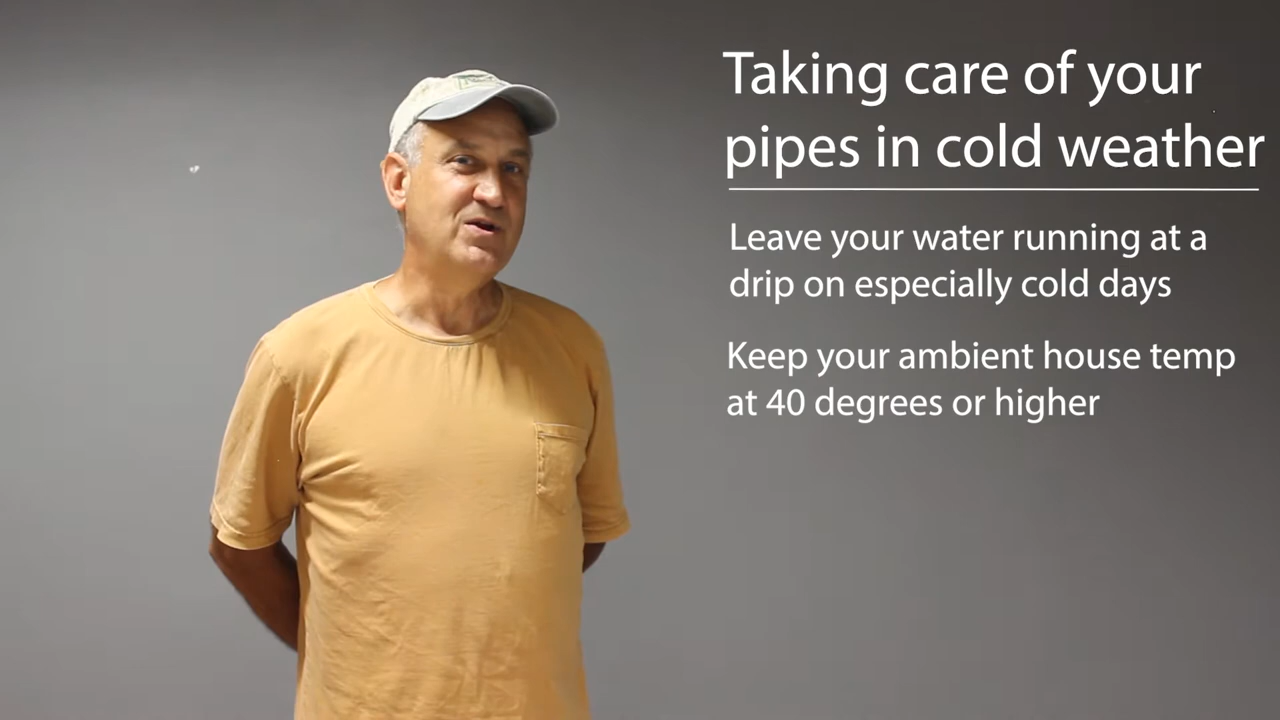 Taking care of your
pipes in cold weather
Leave your water running at a
drip on especially cold days
Keep your ambient house temp
at 40 degrees or higher